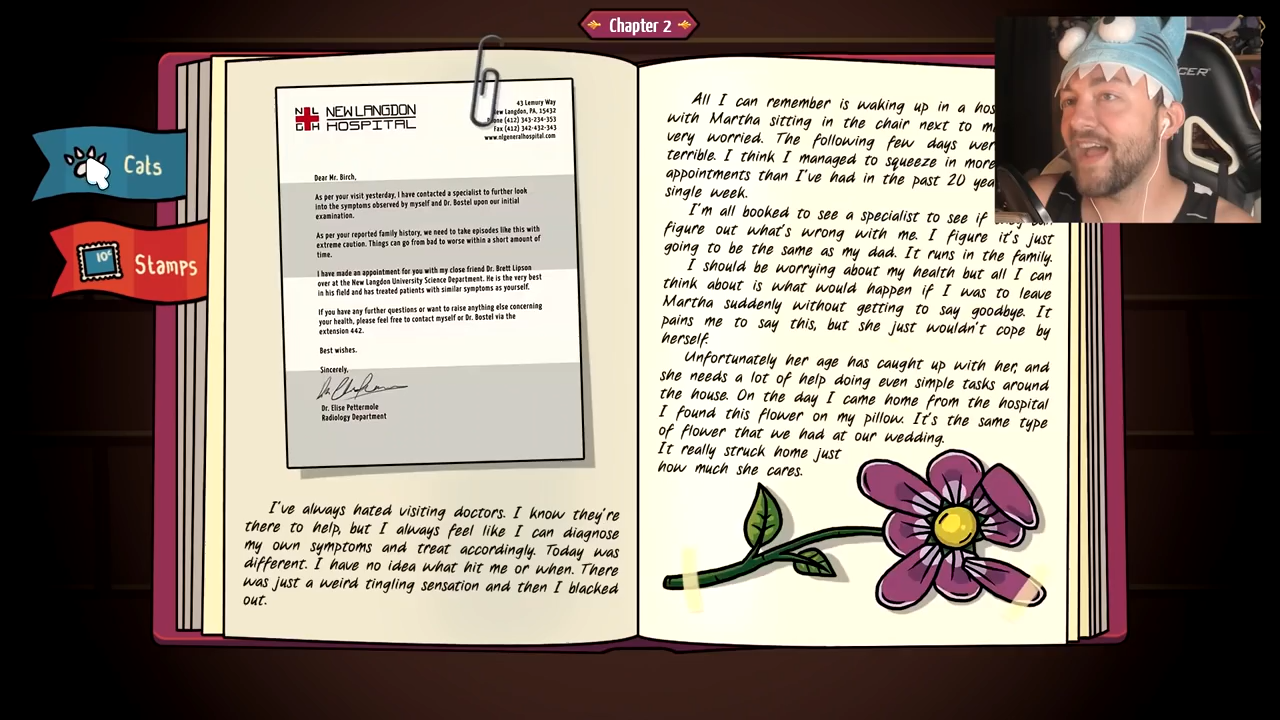 Chapter 2
Cats
10¢
Stamps
NL
GH
NEW LANGDON
HOSPITAL
43 Lemury Way
New Langdon, PA, 15432
Phone (412) 343-234-353
Fax (412) 342-432-343
www.nlgeneralhospital.com
Dear Mr. Birch,
As per your visit yesterday, I have contacted a specialist to further look
into the symptoms observed by myself and Dr. Bostel upon our initial
examination.
As per your reported family history, we need to take episodes like this with
extreme caution. Things can go from bad to worse within a short amount of
time.
I have made an appointment for you with my close friend Dr. Brett Lipson
over at the New Langdon University Science Department. He is the very best
in his field and has treated patients with similar symptoms as yourself.
If you have any further questions or want to raise anything else concerning
your health, please feel free to contact myself or Dr. Bostel via the
extension 442.
Best wishes.
Sincerely,
Dr. Elise Pettermole
Radiology Department
I've always hated visiting doctors. I know they're
there to help, but I always feel like I can diagnose
my own symptoms and treat accordingly. Today was
different. I have no idea what hit me or when. There
was just a weird tingling sensation and then I blacked
out.
All I can remember is waking up in a hos
with Martha sitting in the chair next to m
very worried. The following few days wer
terrible. I think I managed to squeeze in more
appointments than I've had in the past 20 yea
single week.
I'm all booked to see a specialist to see if they can
figure out what's wrong with me. I figure it's just
going to be the same as my dad. It runs in the family.
I should be worrying about my health but all I can
think about is what would happen if I was to leave
Martha suddenly without getting to say goodbye. It
pains me to say this, but she just wouldn't cope by
herself.
Unfortunately her age has caught up with her, and
she needs a lot of help doing even simple tasks around
the house. On the day I came home from the hospital
I found this flower on my pillow. It's the same type
of flower that we had at our wedding.
It really struck home just
how much she cares.